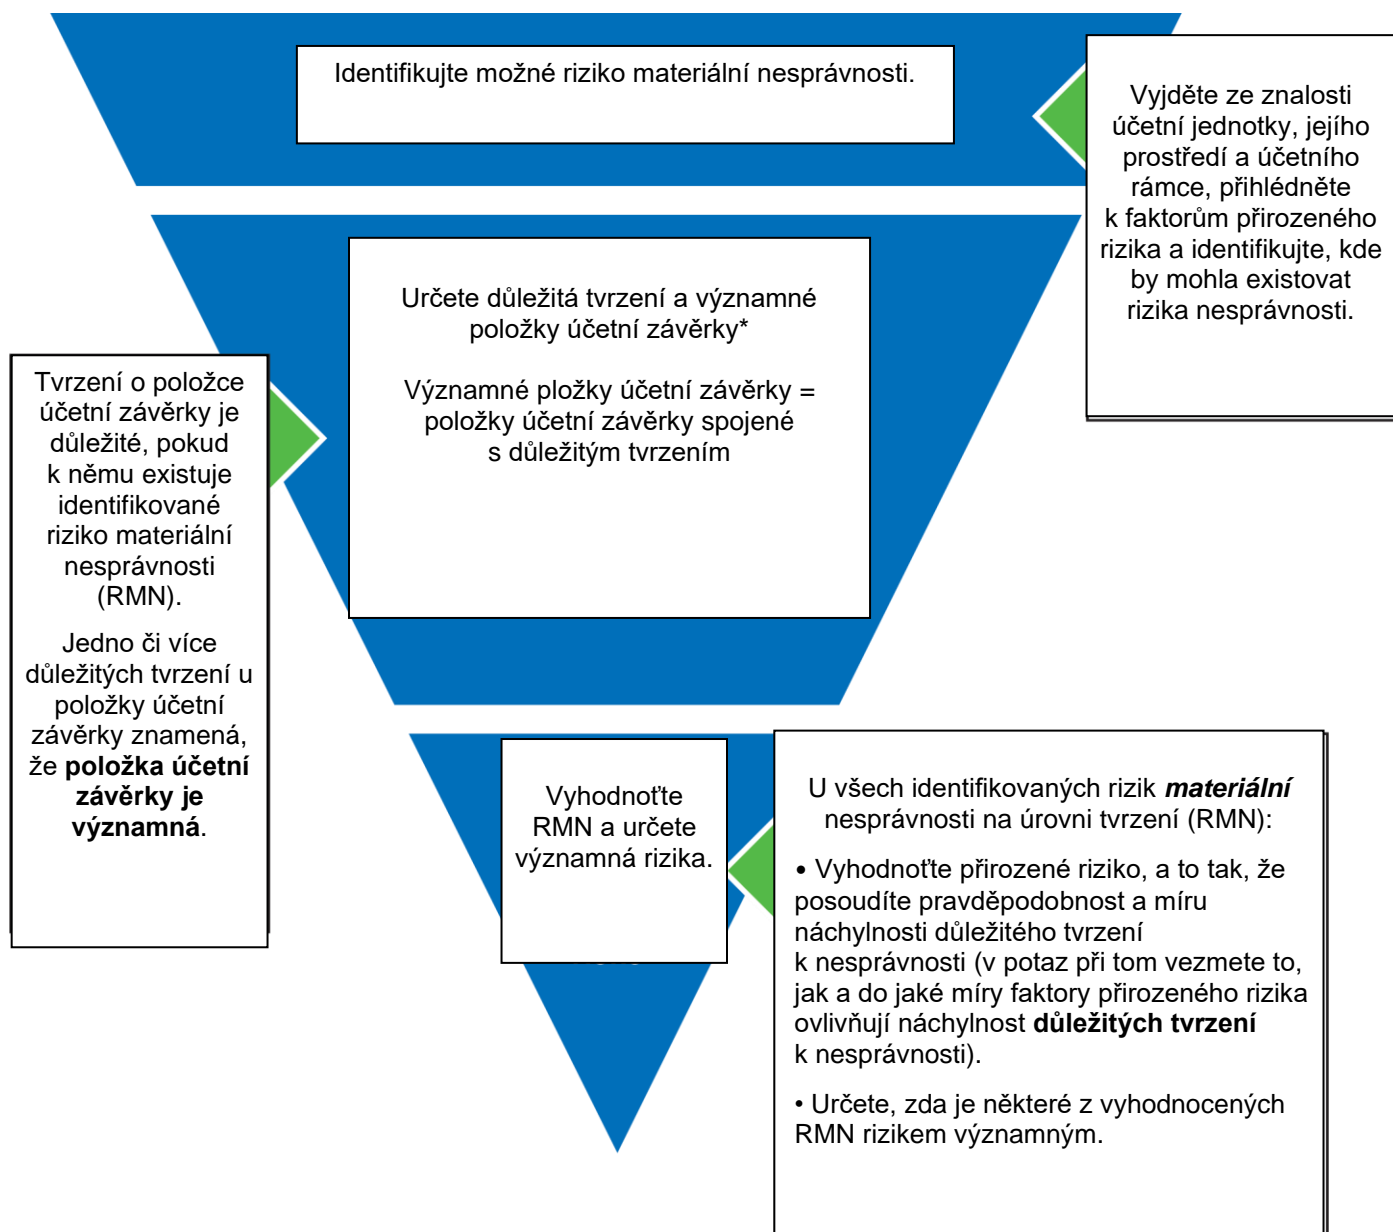 Identifikujte možné riziko materiální nesprávnosti.
Vyjděte ze znalosti
účetní jednotky, jejího
prostředí a účetního
rámce, přihlédněte
k faktorům přirozeného
rizika a identifikujte, kde
by mohla existovat
rizika nesprávnosti.
Určete důležitá tvrzení a významné
položky účetní závěrky*
Významné pložky účetní závěrky =
položky účetní závěrky spojené
s důležitým tvrzením
Tvrzení o položce
účetní závěrky je
důležité, pokud
k němu existuje
identifikované
riziko materiální
nesprávnosti
(RMN).
Jedno či více
důležitých tvrzení u
položky účetní
závěrky znamená,
že položka účetní
závěrky je
významná.
Vyhodnoťte
RMN a určete
významná rizika.
U všech identifikovaných rizik materiální
nesprávnosti na úrovni tvrzení (RMN):
• Vyhodnoťte přirozené riziko, a to tak, že
posoudíte pravděpodobnost a míru
náchylnosti důležitého tvrzení
k nesprávnosti (v potaz při tom vezmete to,
jak a do jaké míry faktory přirozeného rizika
ovlivňují náchylnost důležitých tvrzení
k nesprávnosti).
• Určete, zda je některé z vyhodnocených
RMN rizikem významným.